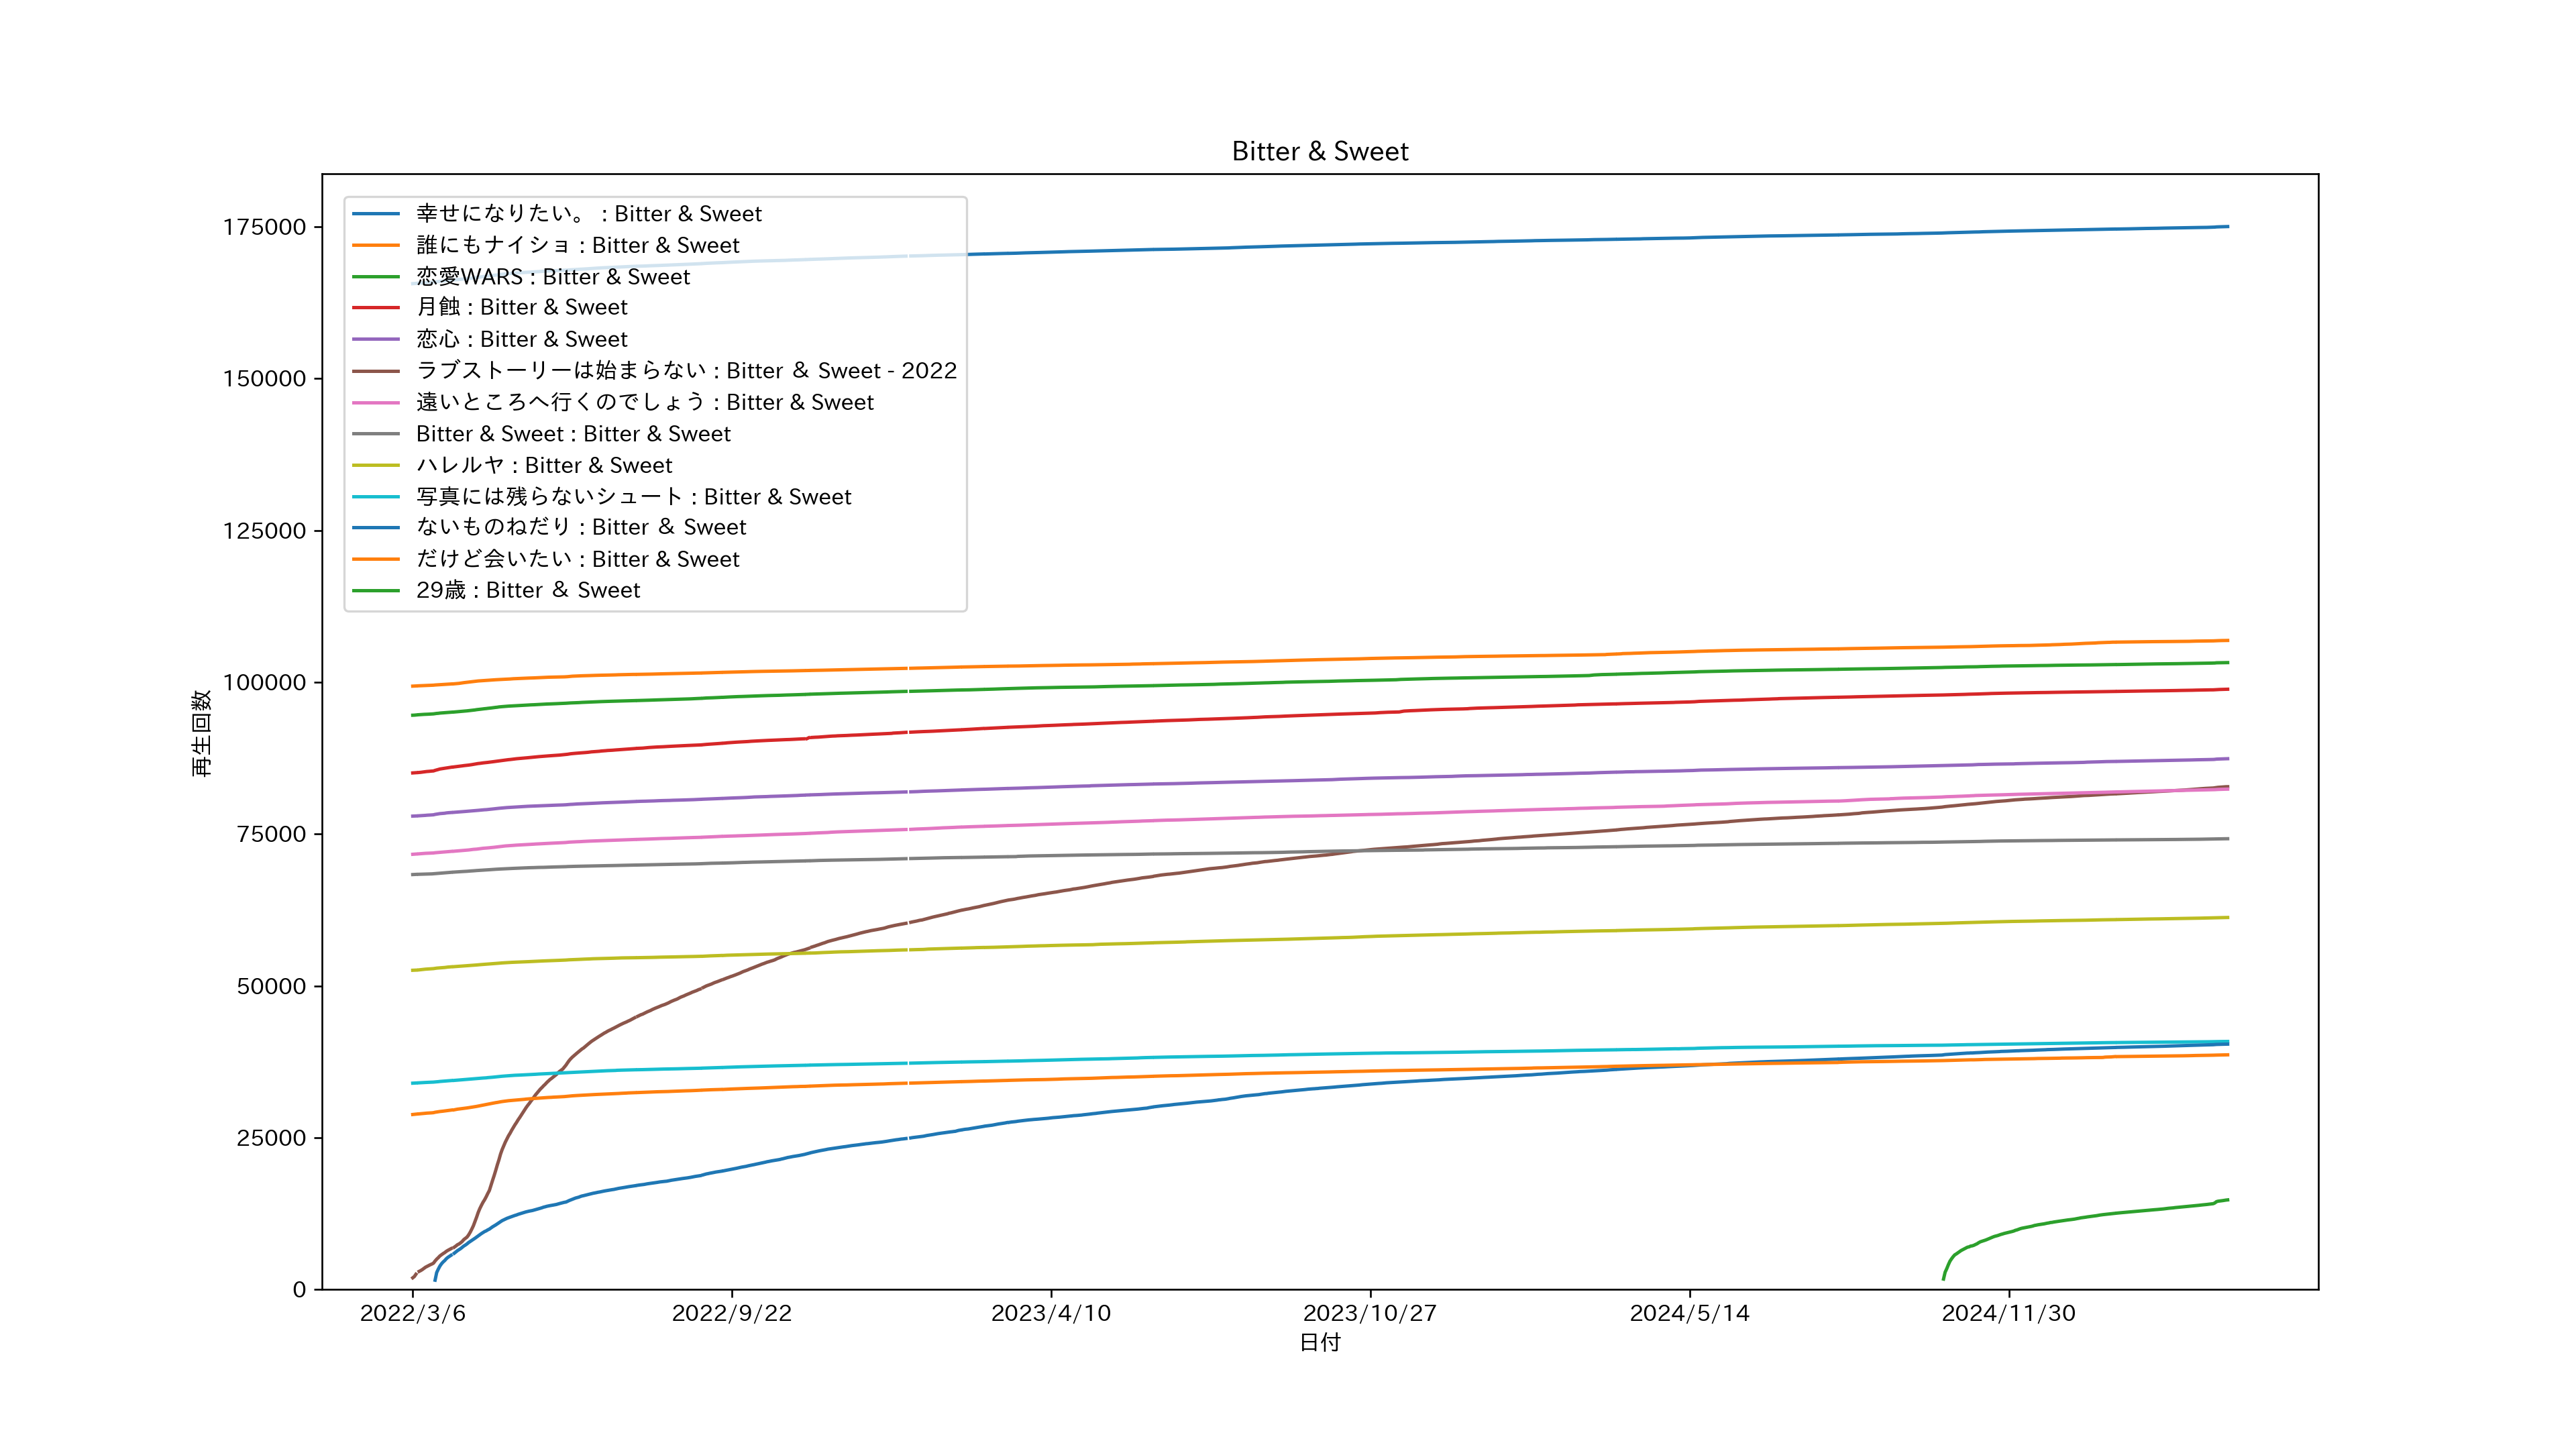 Bitter & Sweet
175000
150000
125000
100000
75000
50000
25000
0
再生回数
幸せになりたい。 : Bitter & Sweet
誰にもナイショ : Bitter & Sweet
恋愛WARS : Bitter & Sweet
月蝕 : Bitter & Sweet
恋心 : Bitter & Sweet
ラブストーリーは始まらない : Bitter ＆ Sweet - 2022
遠いところへ行くのでしょう : Bitter & Sweet
Bitter & Sweet : Bitter & Sweet
ハレルヤ : Bitter & Sweet
写真には残らないシュート : Bitter & Sweet
ないものねだり : Bitter ＆ Sweet
だけど会いたい : Bitter & Sweet
29歳 : Bitter ＆ Sweet
2022/3/6 2022/9/22 2023/4/10 2023/10/27 2024/5/14 2024/11/30
日付